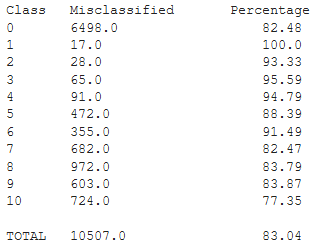 Class Misclassified Percentage
0 6498.0 82.48
1 17.0 100.0
2 28.0 93.33
3 65.0 95.59
4 91.0 94.79
5 472.0 88.39
6 355.0 91.49
7 682.0 82.47
8 972.0 83.79
9 603.0 83.87
10 724.0 77.35
TOTAL 10507.0 83.04